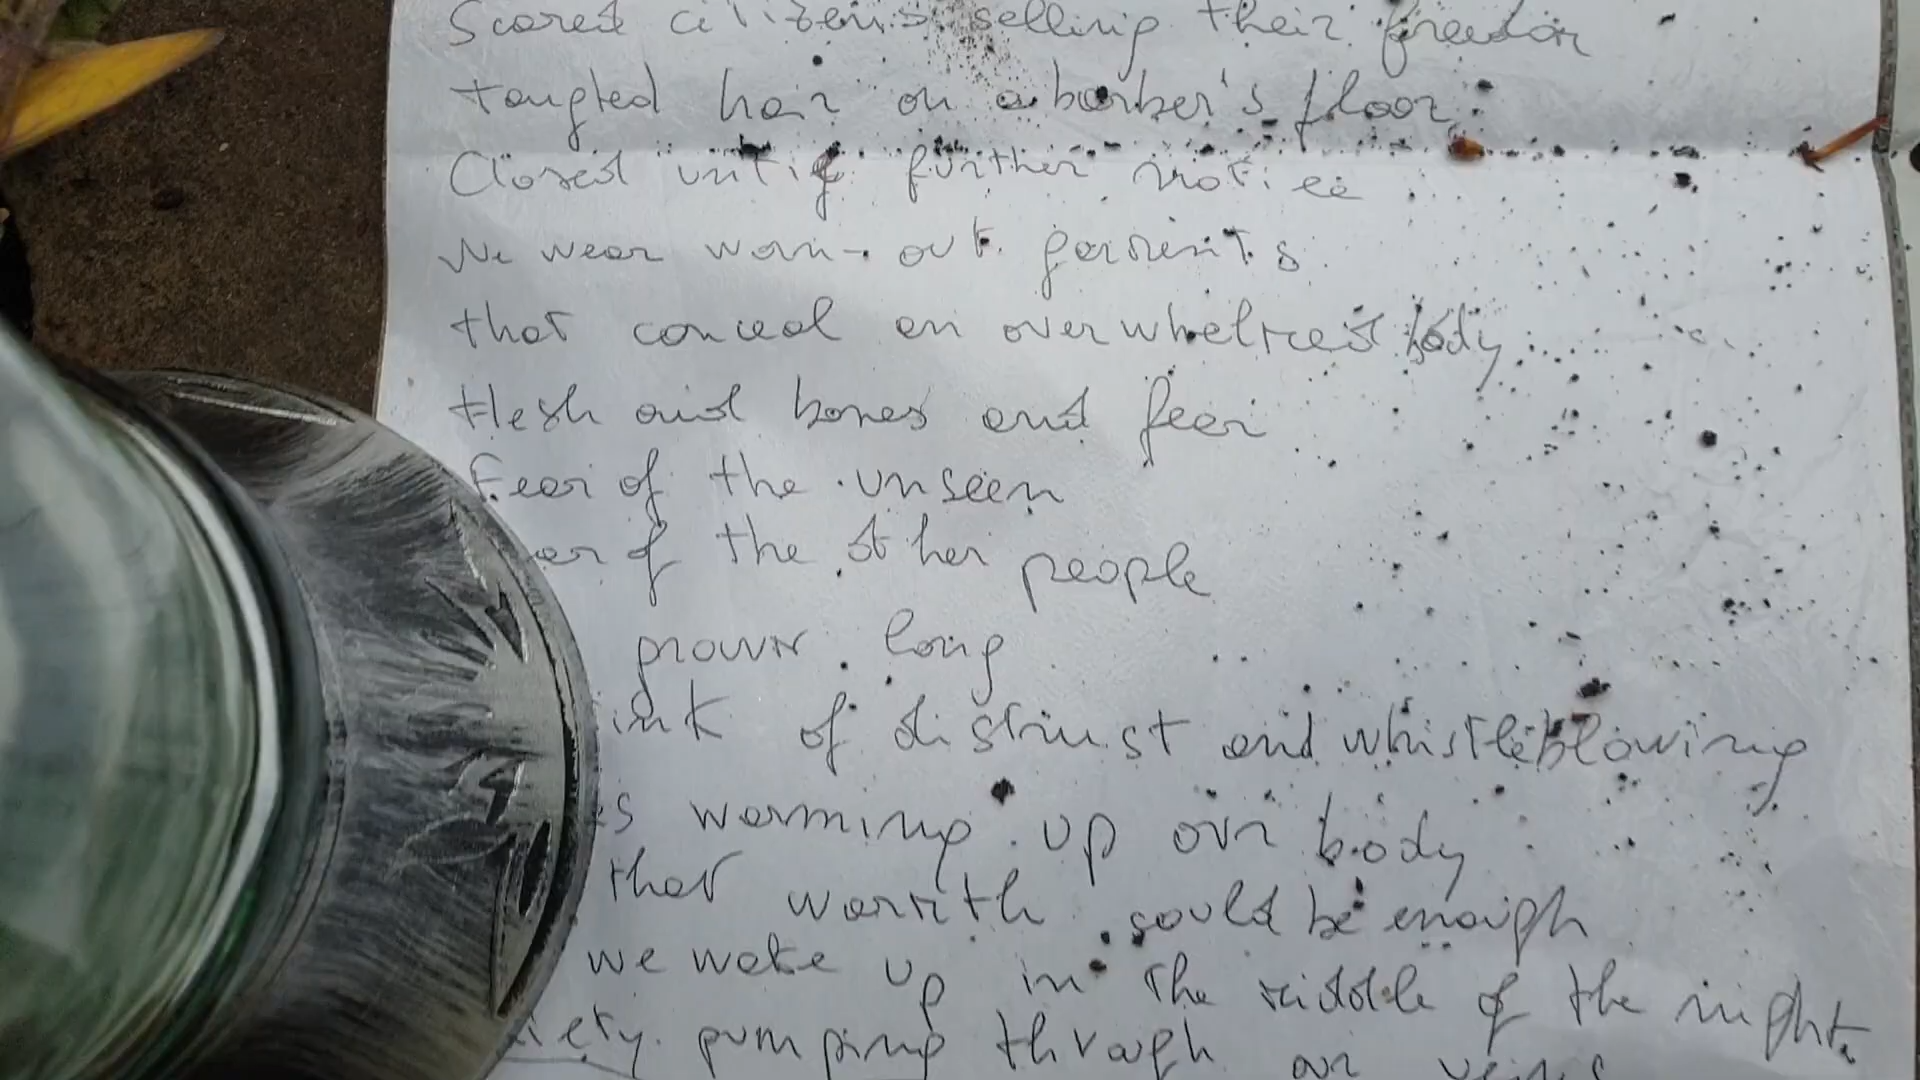 Scared citizens selling their freedom
tangled hair on a barber's floor
Closed until further notice
We wear worn-out garments
that conceal an overwhelmed body
flesh and bones and fear
Fear of the unseen
of the other people
grown long
of distrust and whistleblowing
warming up our body
that warmth could be enough
we wake up in the middle of the night
pumping through our veins